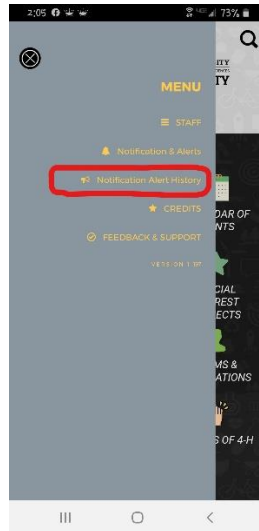 2:05
73%
ITY
TY
MENU
STAFF
Notification & Alerts
Notification Alert History
CREDITS
FEEDBACK & SUPPORT
DAR OF
NTS
CIAL
REST
ECTS
MS &
ATIONS
S OF 4-H